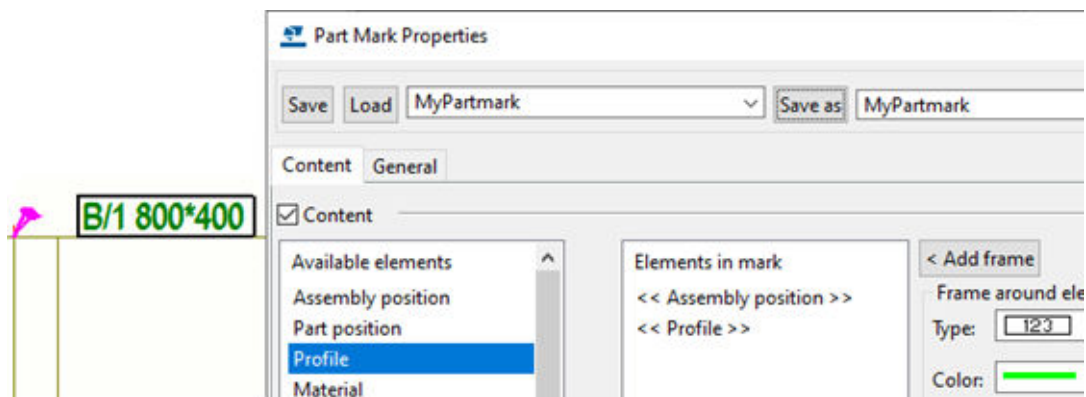 Part Mark Properties
Save Load MyPartmark Save as MyPartmark
Content General
B/1 800*400
Content
Available elements
Assembly position
Part position
Profile
Material
Elements in mark
<< Assembly position >>
<< Profile >>
< Add frame
Frame around ele
Type: 123
Color: